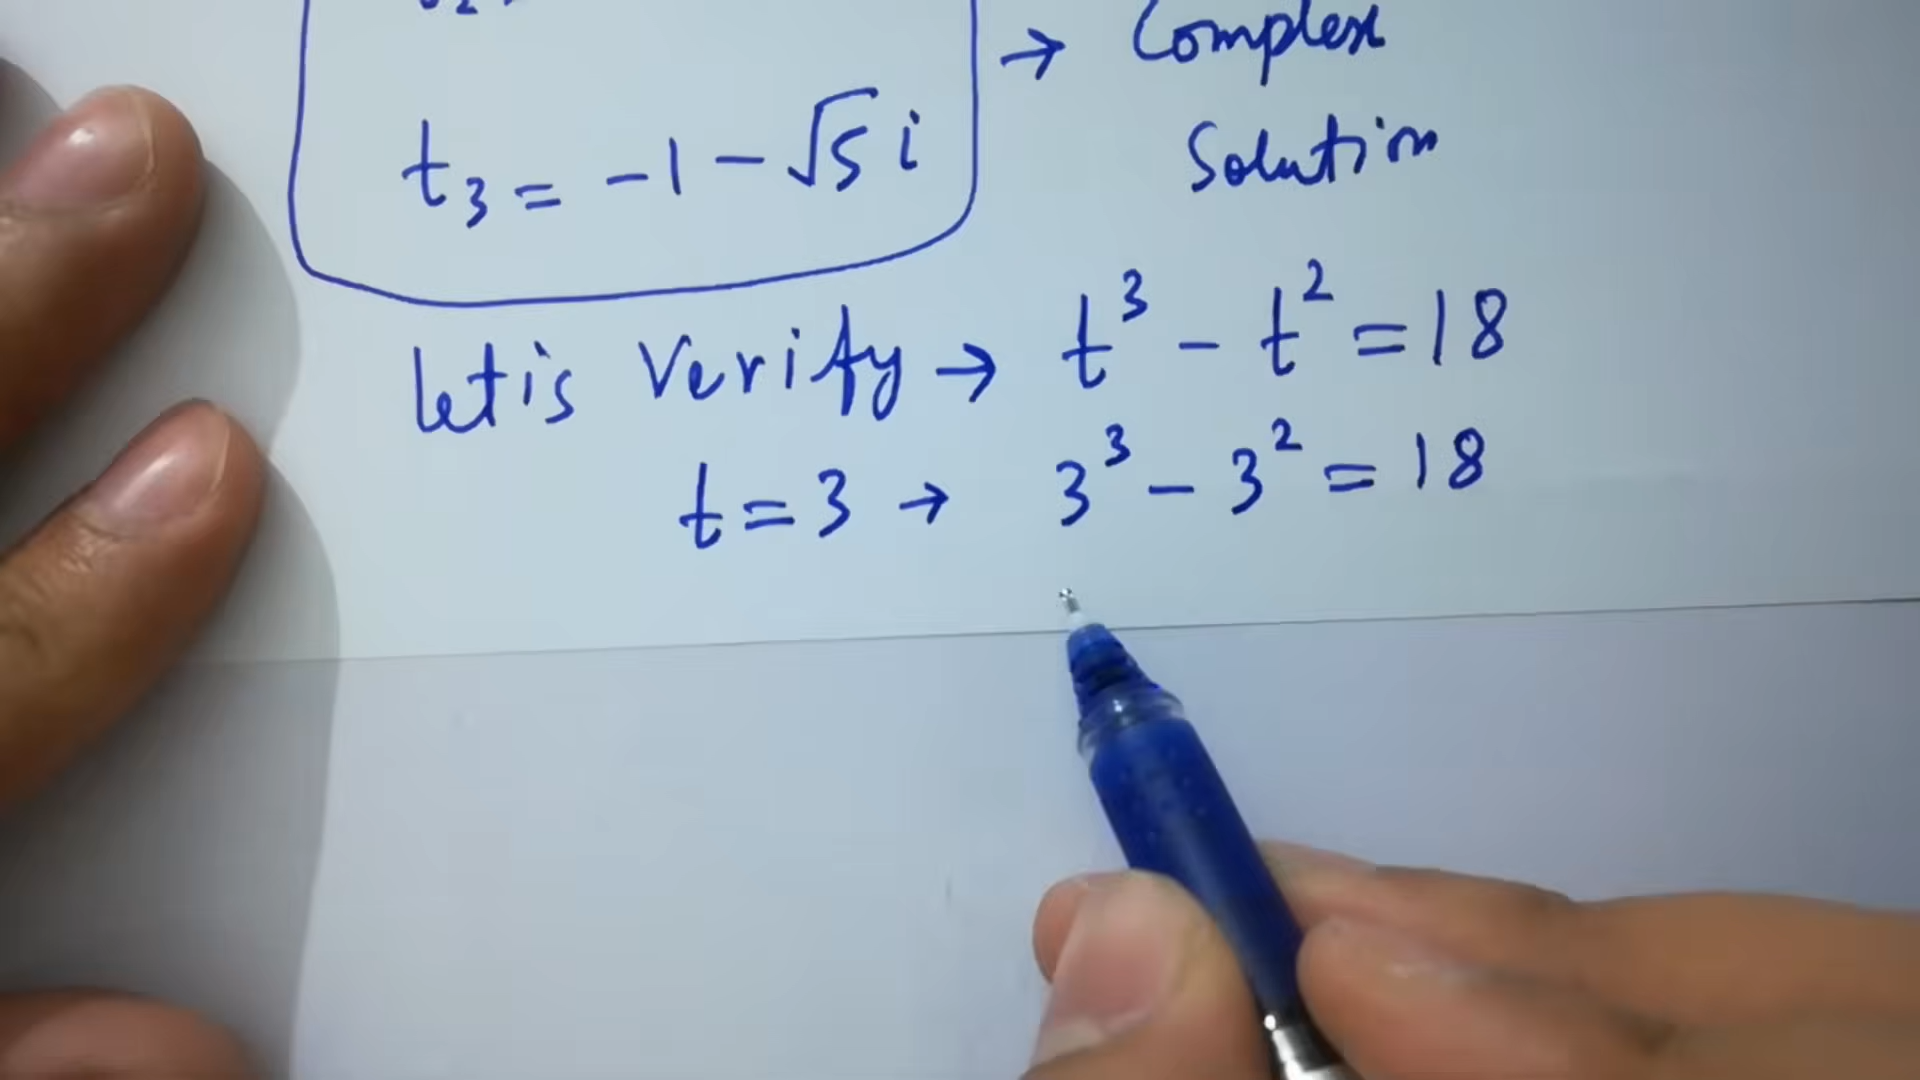 → Complex
Solution
t₃ = -1 - √5 i
let's Verify → t³ - t² = 18
t = 3 → 3³ - 3² = 18